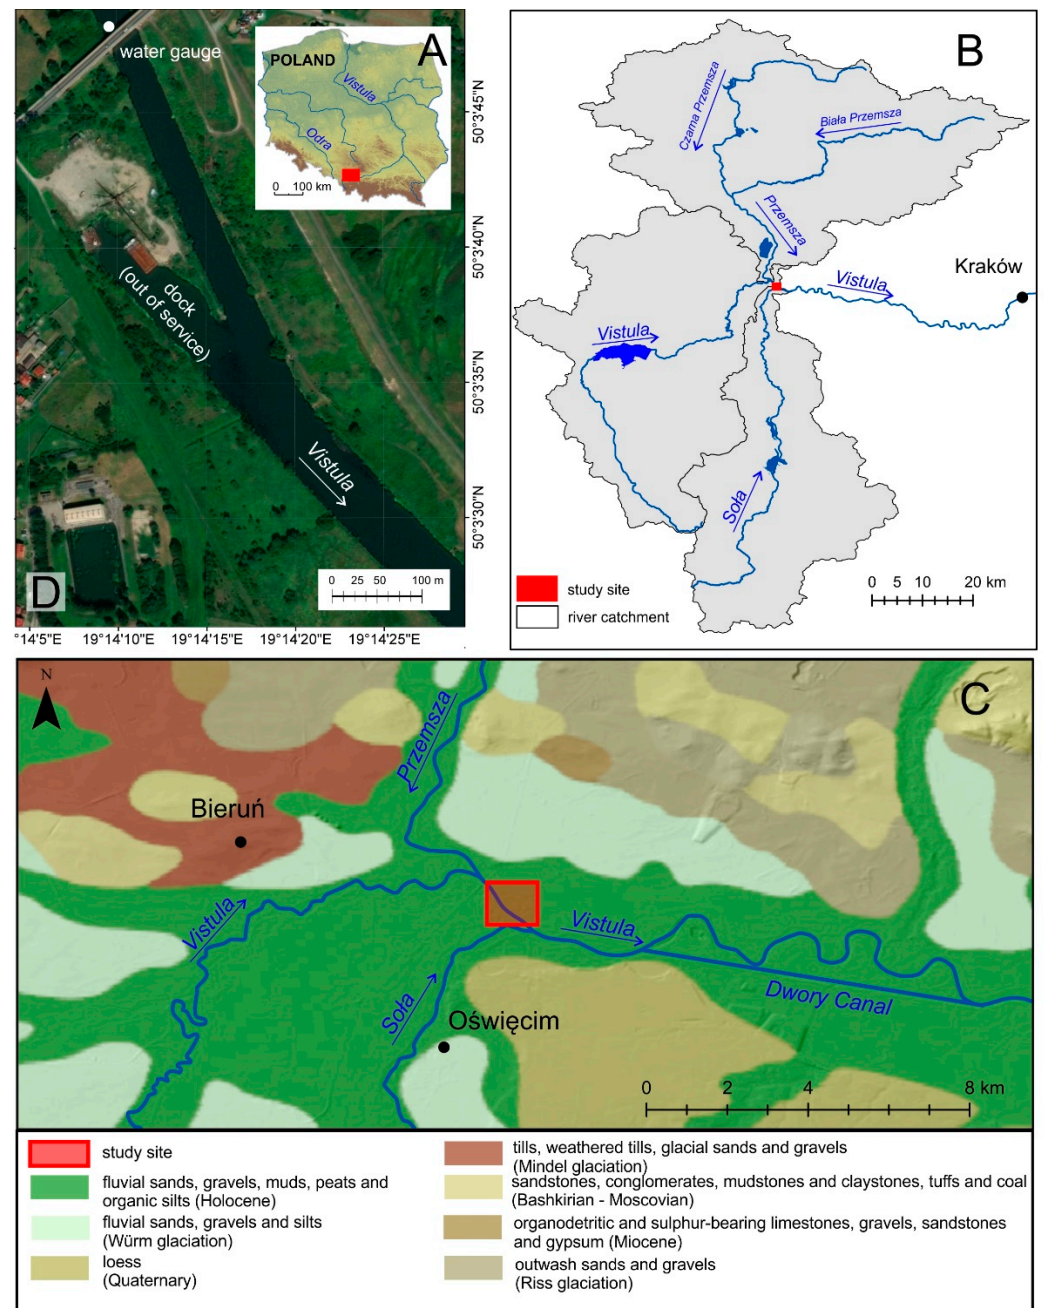 A
POLAND
Vistula
Odra
0 100 km
water gauge
dock
(out of service)
Vistula
D
0 25 50 100 m
50°3'45"N
50°3'40"N
50°3'35"N
50°3'30"N
°14'5"E 19°14'10"E 19°14'15"E 19°14'20"E 19°14'25"E
B
Czarna Przemsza
Biała Przemsza
Przemsza
Vistula
Kraków
Vistula
Soła
study site
river catchment
0 5 10 20 km
C
N
Przemsza
Bieruń
Vistula
Vistula
Dwory Canal
Soła
Oświęcim
0 2 4 8 km
study site
fluvial sands, gravels, muds, peats and
organic silts (Holocene)
fluvial sands, gravels and silts
(Würm glaciation)
loess
(Quaternary)
tills, weathered tills, glacial sands and gravels
(Mindel glaciation)
sandstones, conglomerates, mudstones and claystones, tuffs and coal
(Bashkirian - Moscovian)
organodetritic and sulphur-bearing limestones, gravels, sandstones
and gypsum (Miocene)
outwash sands and gravels
(Riss glaciation)